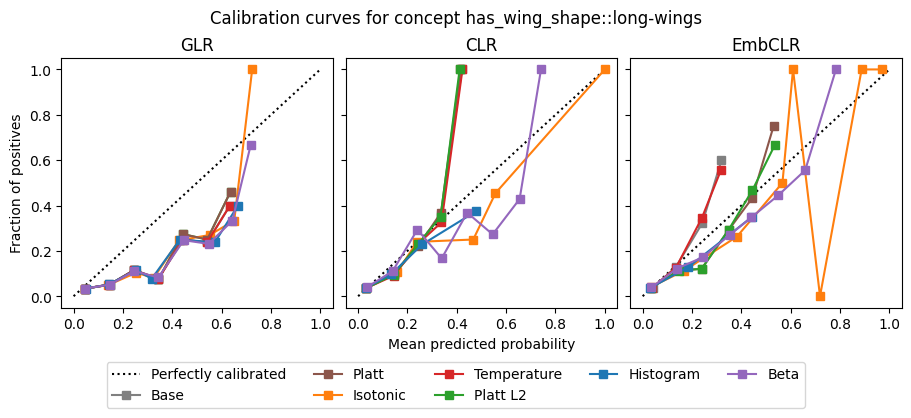 Calibration curves for concept has_wing_shape::long-wings
GLR
CLR
EmbCLR
Fraction of positives
1.0
0.8
0.6
0.4
0.2
0.0
0.0 0.2 0.4 0.6 0.8 1.0
0.0 0.2 0.4 0.6 0.8 1.0
0.0 0.2 0.4 0.6 0.8 1.0
Mean predicted probability
Perfectly calibrated Platt Temperature Histogram Beta
Base Isotonic Platt L2